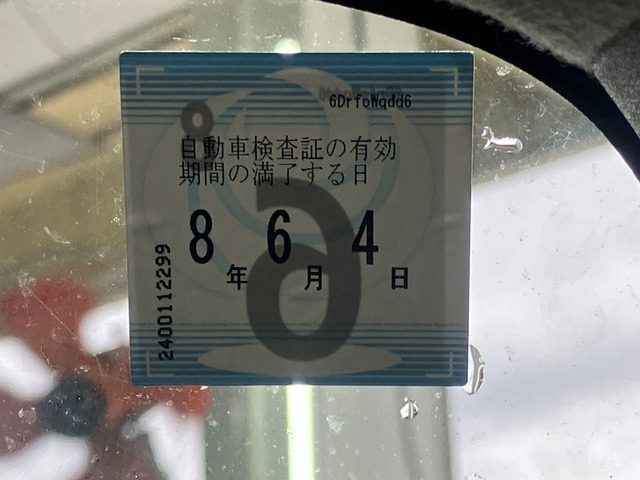 6DrfoWqdd6
自動車検査証の有効
期間の満了する日
8年 6月 4日
2400112299